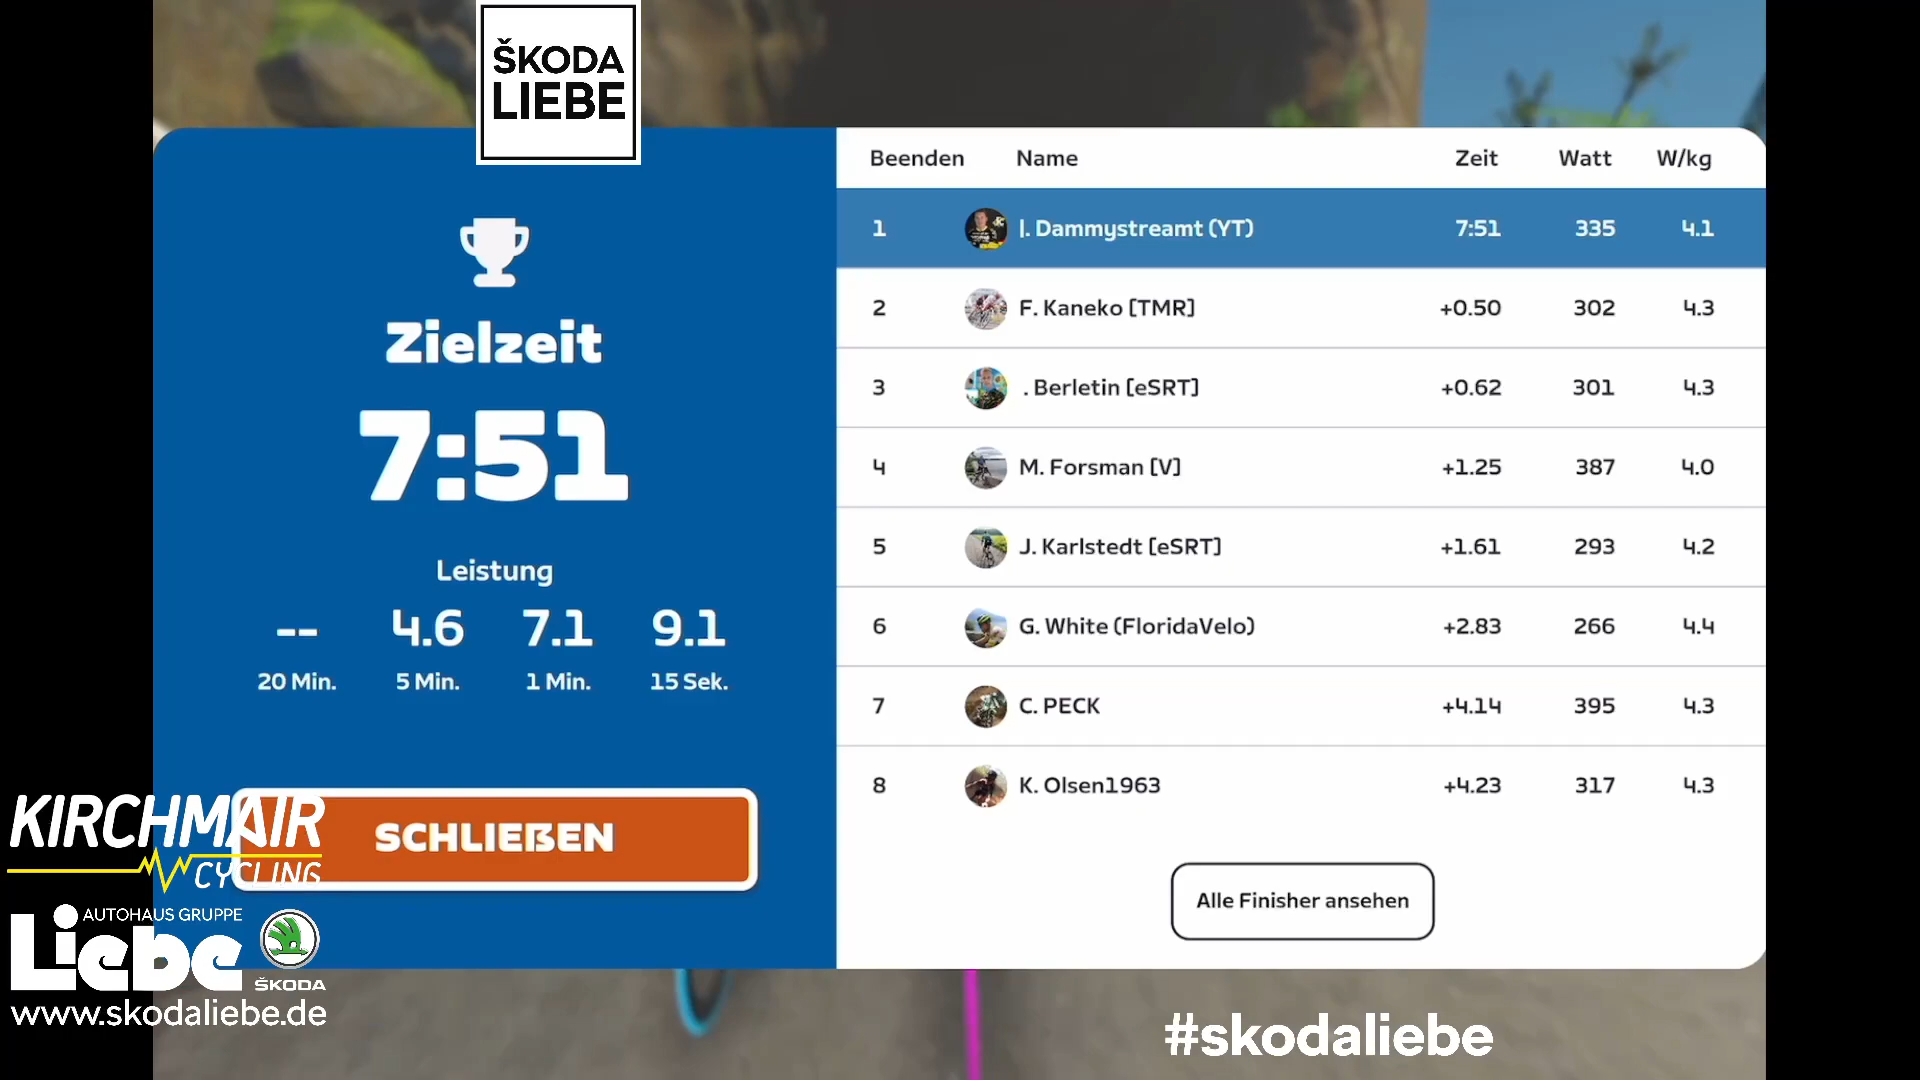 ŠKODA
LIEBE
Zielzeit
7:51
Leistung
-- 4.6 7.1 9.1
20 Min. 5 Min. 1 Min. 15 Sek.
SCHLIEßEN
Beenden Name Zeit Watt W/kg
1 |. Dammystreamt (YT) 7:51 335 4.1
2 F. Kaneko [TMR] +0.50 302 4.3
3 . Berletin [eSRT] +0.62 301 4.3
4 M. Forsman [V] +1.25 387 4.0
5 J. Karlstedt [eSRT] +1.61 293 4.2
6 G. White (FloridaVelo) +2.83 266 4.4
7 C. PECK +4.14 395 4.3
8 K. Olsen1963 +4.23 317 4.3
Alle Finisher ansehen
KIRCHMAIR
CYCLING
AUTOHAUS GRUPPE
Liebe
ŠKODA
www.skodaliebe.de
#skodaliebe